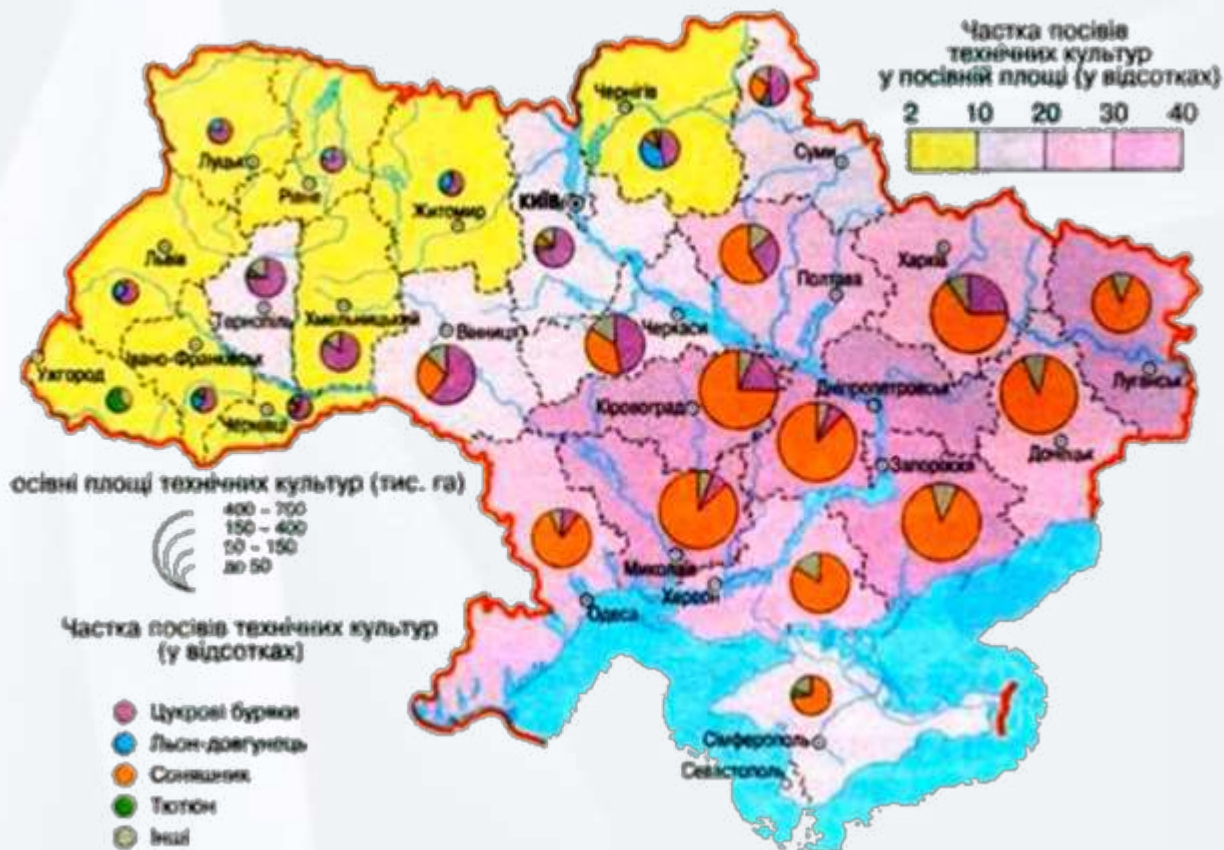 Частка посівів
технічних культур
у посівній площі (у відсотках)
2 10 20 30 40
Чернігів
Суми
Луцьк
Рівне
Житомир
КИЇВ
Львів
Тернопіль
Хмельницький
Вінниця
Черкаси
Полтава
Харків
Ужгород
Івано-Франківськ
Чернівці
Кіровоград
Дніпропетровськ
Луганськ
Донецьк
Запоріжжя
Миколаїв
Херсон
Одеса
Сімферополь
Севастополь
осівні площі технічних культур (тис. га)
400 - 700
150 - 400
50 - 150
до 50
Частка посівів технічних культур
(у відсотках)
Цукрові буряки
Льон-довгунець
Соняшник
Тютюн
Інші